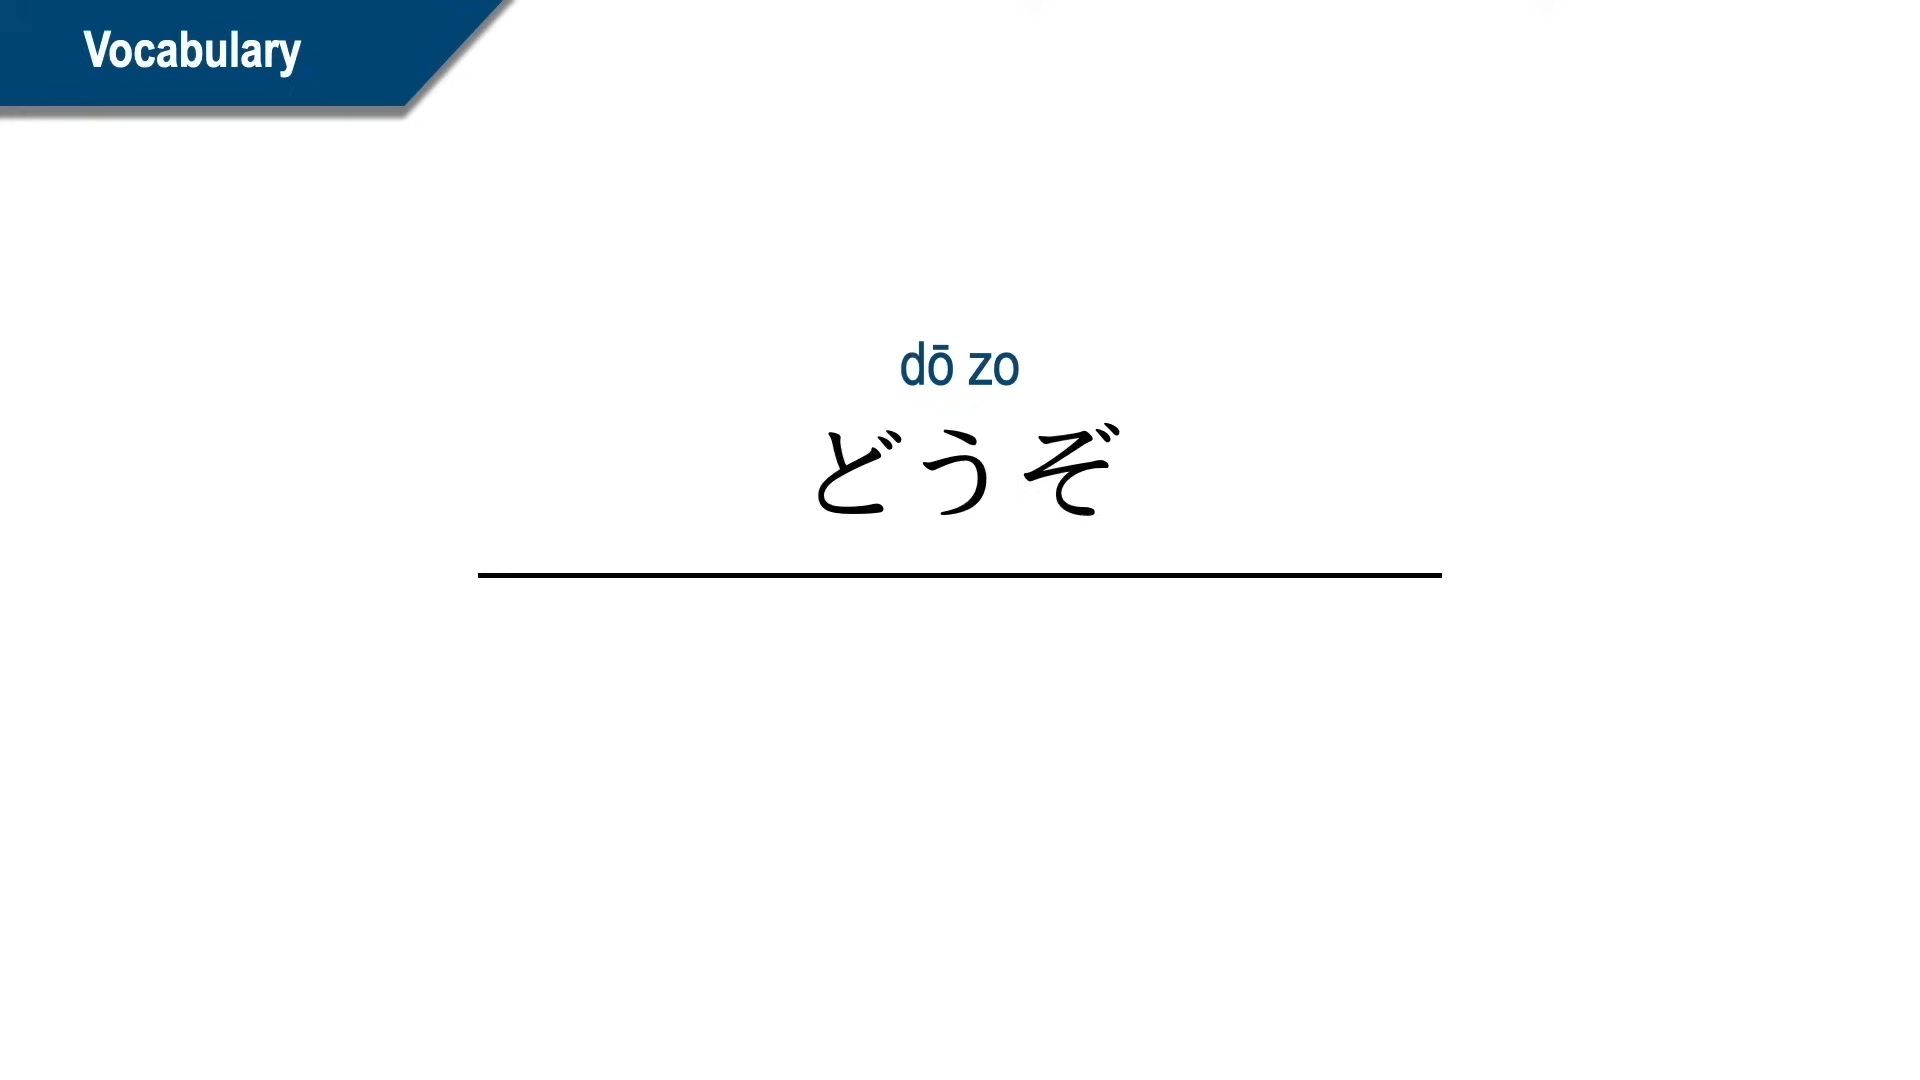 Vocabulary
dō zo
どうぞ